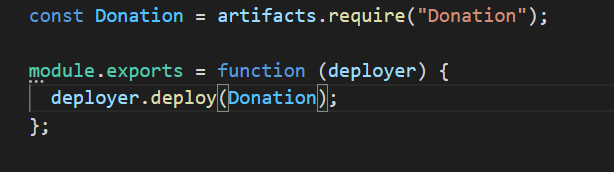 const Donation = artifacts.require("Donation");
module.exports = function (deployer) {
  deployer.deploy(Donation);
};